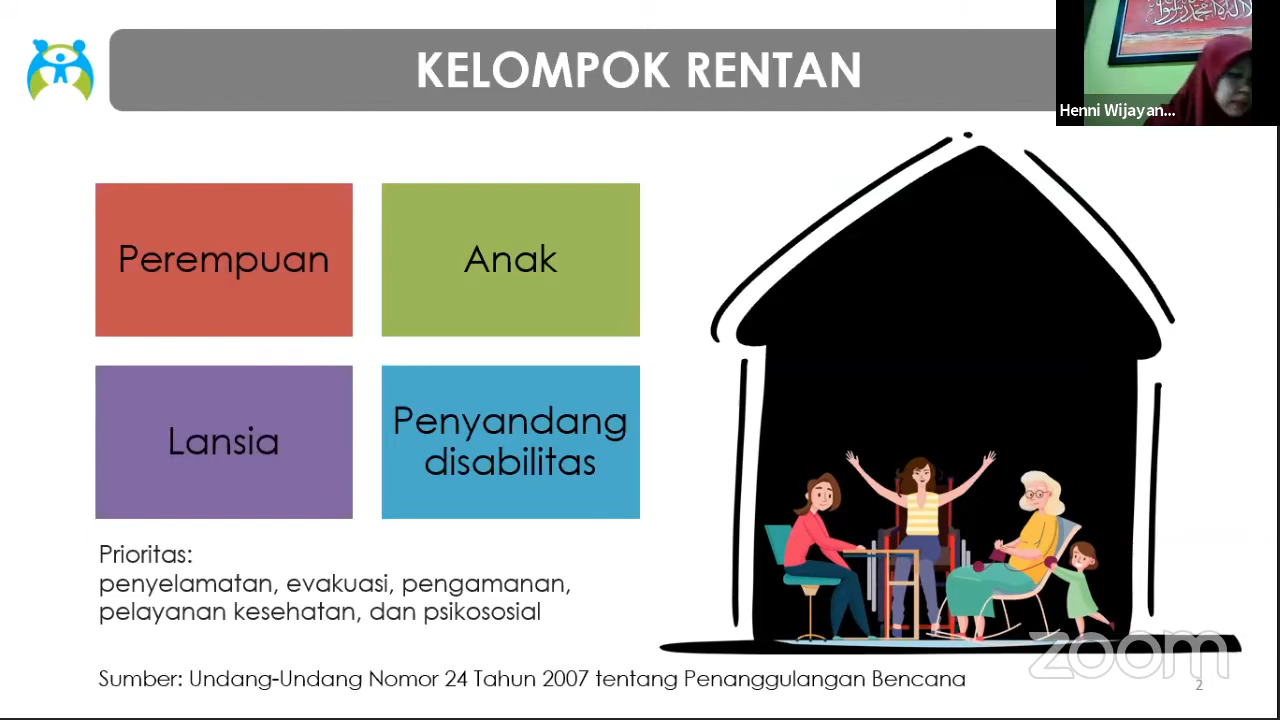 KELOMPOK RENTAN
Henni Wijayan...
Perempuan
Anak
Lansia
Penyandang
disabilitas
Prioritas:
penyelamatan, evakuasi, pengamanan,
pelayanan kesehatan, dan psikososial
Sumber: Undang-Undang Nomor 24 Tahun 2007 tentang Penanggulangan Bencana
zoom
2